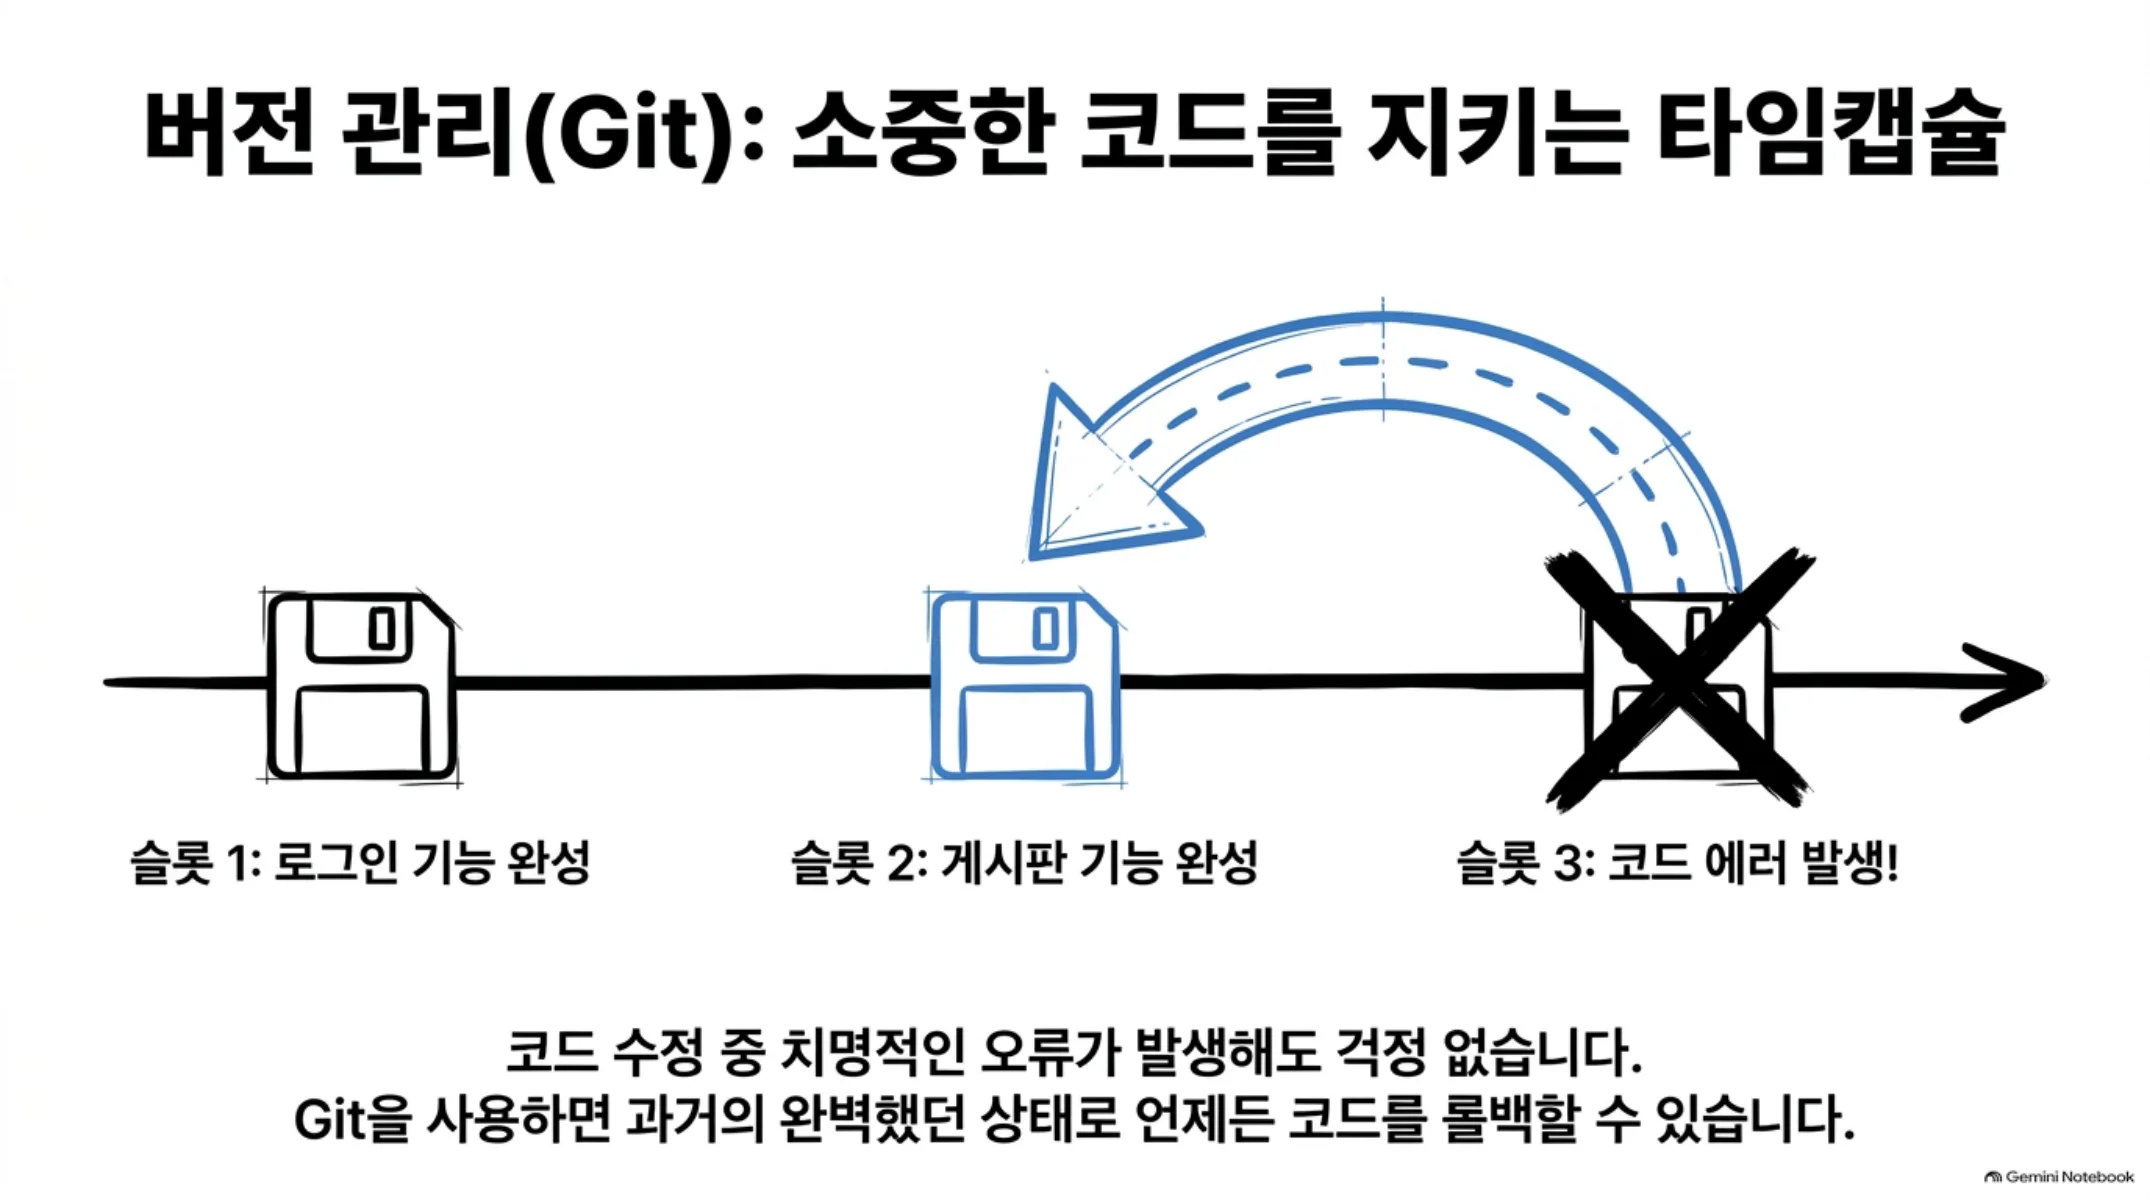 버전 관리(Git): 소중한 코드를 지키는 타임캡슐
슬롯 1: 로그인 기능 완성
슬롯 2: 게시판 기능 완성
슬롯 3: 코드 에러 발생!
코드 수정 중 치명적인 오류가 발생해도 걱정 없습니다.
Git을 사용하면 과거의 완벽했던 상태로 언제든 코드를 롤백할 수 있습니다.
Gemini Notebook